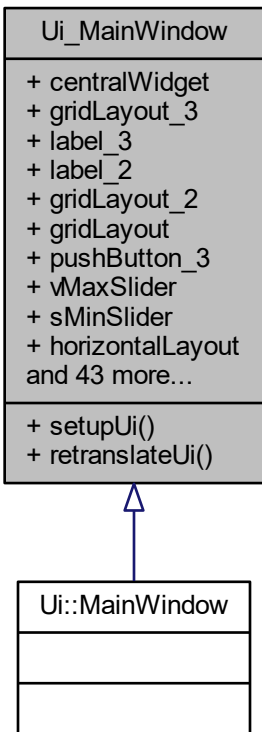 Ui_MainWindow
+ centralWidget
+ gridLayout_3
+ label_3
+ label_2
+ gridLayout_2
+ gridLayout
+ pushButton_3
+ vMaxSlider
+ sMinSlider
+ horizontalLayout
and 43 more...
+ setupUi()
+ retranslateUi()
Ui::MainWindow